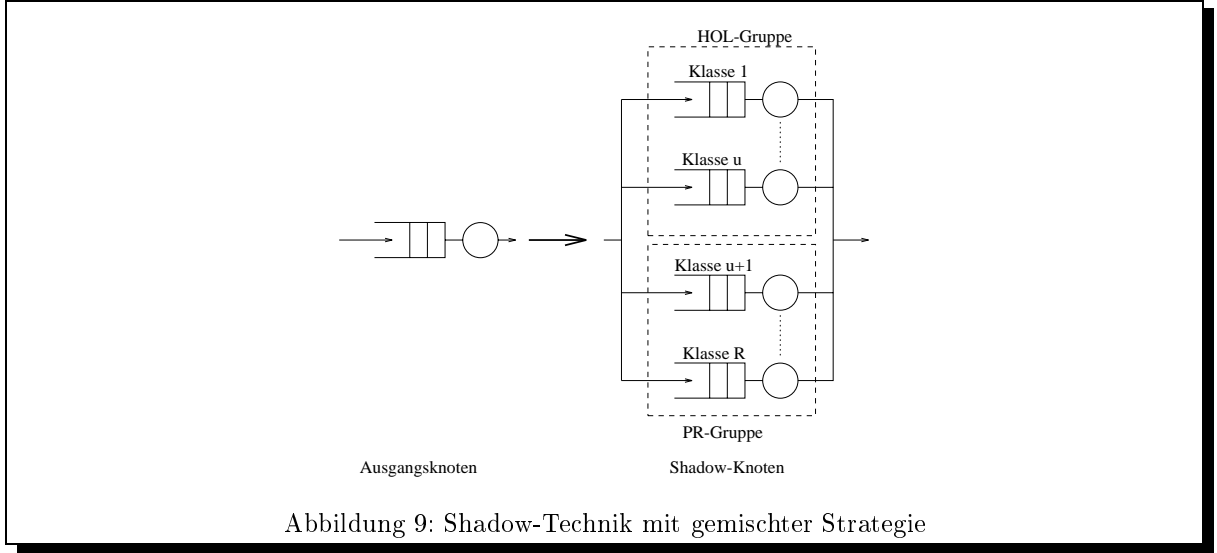 HOL-Gruppe
Klasse 1
Klasse u
Klasse u+1
Klasse R
PR-Gruppe
Ausgangsknoten
Shadow-Knoten
Abbildung 9: Shadow-Technik mit gemischter Strategie